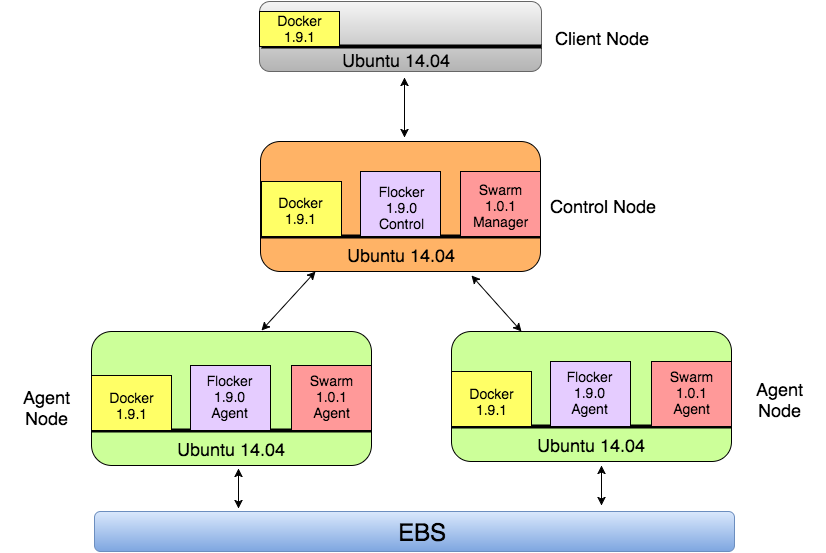 Docker
1.9.1
Client Node
Ubuntu 14.04
Docker
1.9.1
Flocker
1.9.0
Control
Swarm
1.0.1
Manager
Control Node
Ubuntu 14.04
Agent
Node
Docker
1.9.1
Flocker
1.9.0
Agent
Swarm
1.0.1
Agent
Ubuntu 14.04
Docker
1.9.1
Flocker
1.9.0
Agent
Swarm
1.0.1
Agent
Ubuntu 14.04
Agent
Node
EBS